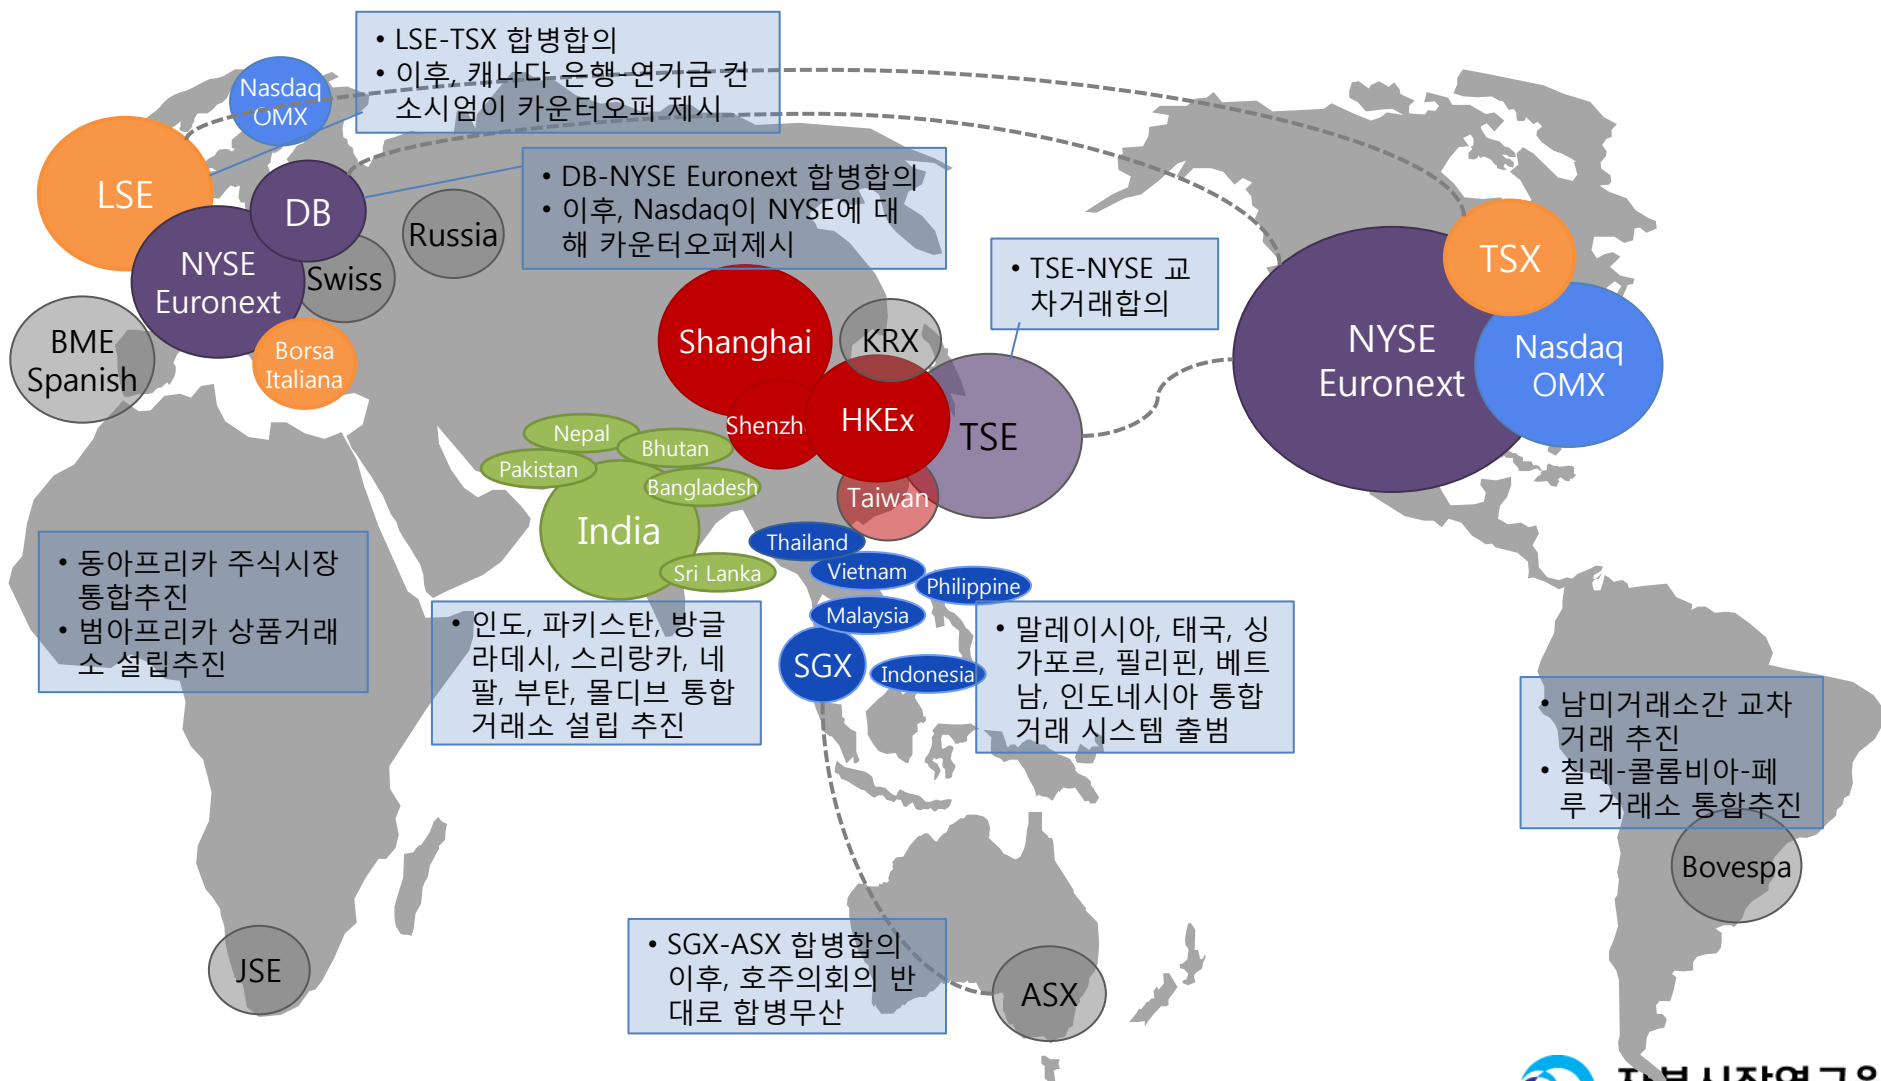 • LSE-TSX 합병합의
• 이후, 캐나다 은행-연기금 컨
소시엄이 카운터오퍼 제시
Nasdaq
OMX
LSE
DB
• DB-NYSE Euronext 합병합의
• 이후, Nasdaq이 NYSE에 대
해 카운터오퍼제시
Russia
NYSE
Euronext
Swiss
BME
Spanish
Borsa
Italiana
• TSE-NYSE 교
차거래합의
TSX
NYSE
Euronext
Nasdaq
OMX
Shanghai
KRX
Shenzh
HKEx
TSE
Taiwan
Nepal
Bhutan
Pakistan
Bangladesh
India
Sri Lanka
Thailand
Vietnam
Philippine
Malaysia
SGX
Indonesia
• 동아프리카 주식시장
통합추진
• 범아프리카 상품거래
소 설립추진
• 인도, 파키스탄, 방글
라데시, 스리랑카, 네
팔, 부탄, 몰디브 통합
거래소 설립 추진
• 말레이시아, 태국, 싱
가포르, 필리핀, 베트
남, 인도네시아 통합
거래 시스템 출범
• 남미거래소간 교차
거래 추진
• 칠레-콜롬비아-페
루 거래소 통합추진
Bovespa
JSE
• SGX-ASX 합병합의
이후, 호주의회의 반
대로 합병무산
ASX